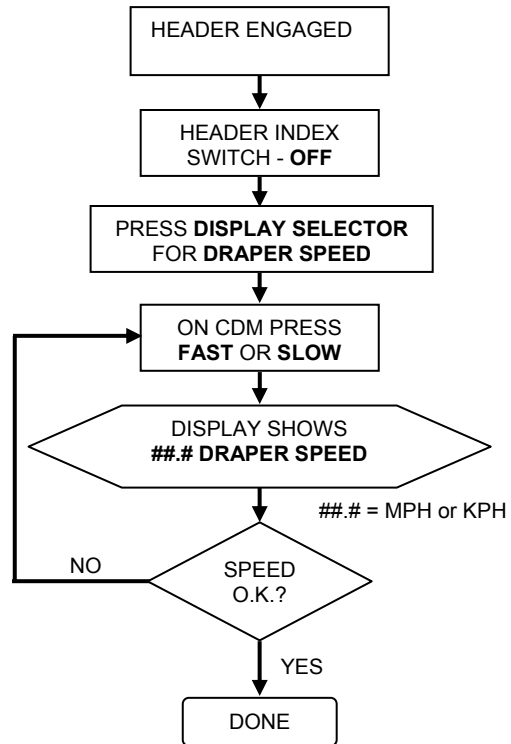 HEADER ENGAGED
HEADER INDEX
SWITCH - OFF
PRESS DISPLAY SELECTOR
FOR DRAPER SPEED
ON CDM PRESS
FAST OR SLOW
DISPLAY SHOWS
##.# DRAPER SPEED
##.# = MPH or KPH
NO
SPEED
O.K.?
YES
DONE